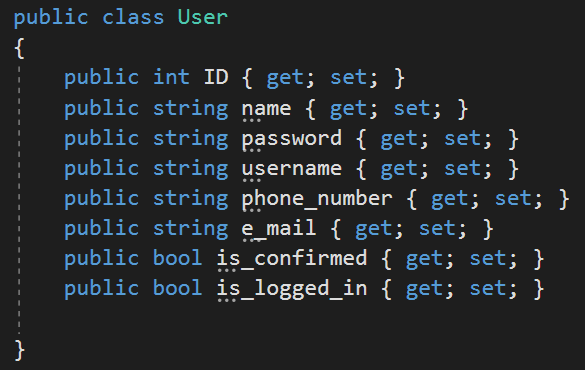 public class User
{
public int ID { get; set; }
public string name { get; set; }
public string password { get; set; }
public string username { get; set; }
public string phone_number { get; set; }
public string e_mail { get; set; }
public bool is_confirmed { get; set; }
public bool is_logged_in { get; set; }
}